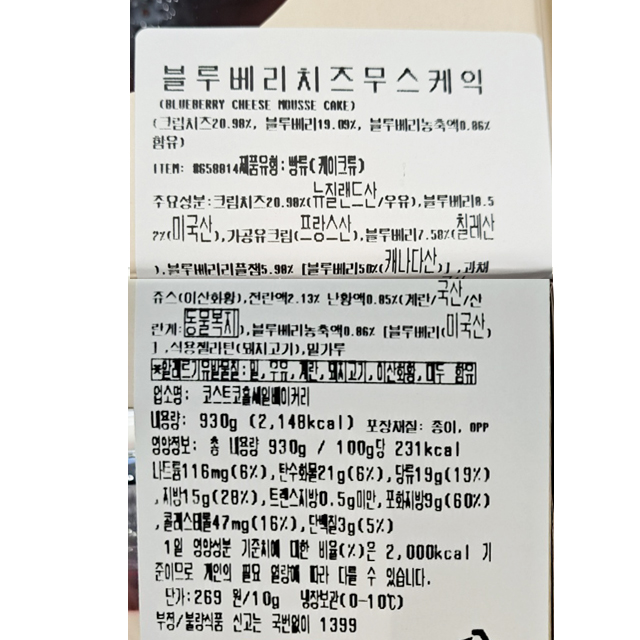 블루베리치즈무스케익
(BLUEBERRY CHEESE MOUSSE CAKE)
(크림치즈20.98%, 블루베리19.09%, 블루베리농축액0.86%
함유)
ITEM: #658814제품유형:빵류(케이크류)
주요성분:크림치즈20.98%(뉴질랜드산/우유),블루베리8.5
2%(미국산),가공유크림(프랑스산),블루베리7.58%(칠레산
),블루베리리플잼5.98% [블루베리50%(캐나다산)],과채
쥬스(이산화황),전란액2.13% 난황액0.85%(계란/국산/산
란계:동물복지),블루베리농축액0.86% [블루베리(미국산)
],식용젤라틴(돼지고기),밀가루
*알레르기유발물질:밀,우유,계란,돼지고기,이산화황,대두 함유
업소명: 코스트코홀세일베이커리
내용량: 930g (2,148kcal) 포장재질: 종이, OPP
영양정보: 총 내용량 930g / 100g당 231kcal
나트륨116mg(6%),탄수화물21g(6%),당류19g(19%)
,지방15g(28%),트랜스지방0.5g미만,포화지방9g(60%)
,콜레스테롤47mg(16%),단백질3g(5%)
1일 영양성분 기준치에 대한 비율(%)은 2,000kcal 기
준이므로 개인의 필요 열량에 따라 다를 수 있습니다.
단가:269 원/10g 냉장보관(0-10℃)
부정/불량식품 신고는 국번없이 1399